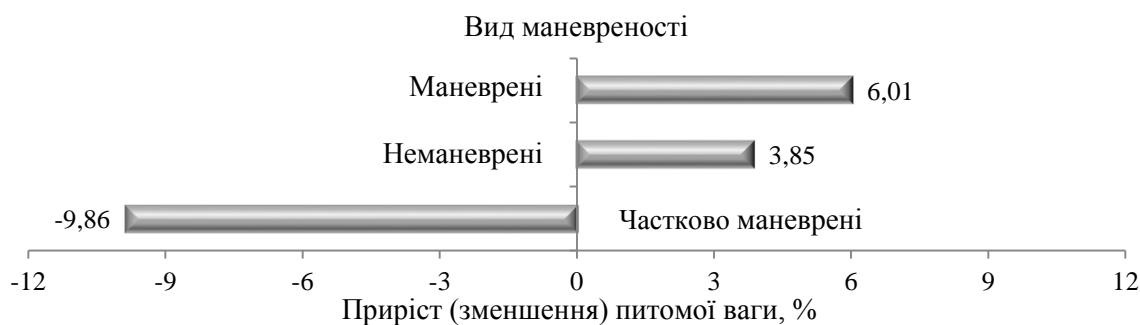 Вид маневреності
Маневрені
6,01
Неманеврені
3,85
-9,86
Частково маневрені
-12 -9 -6 -3 0 3 6 9 12
Приріст (зменшення) питомої ваги, %